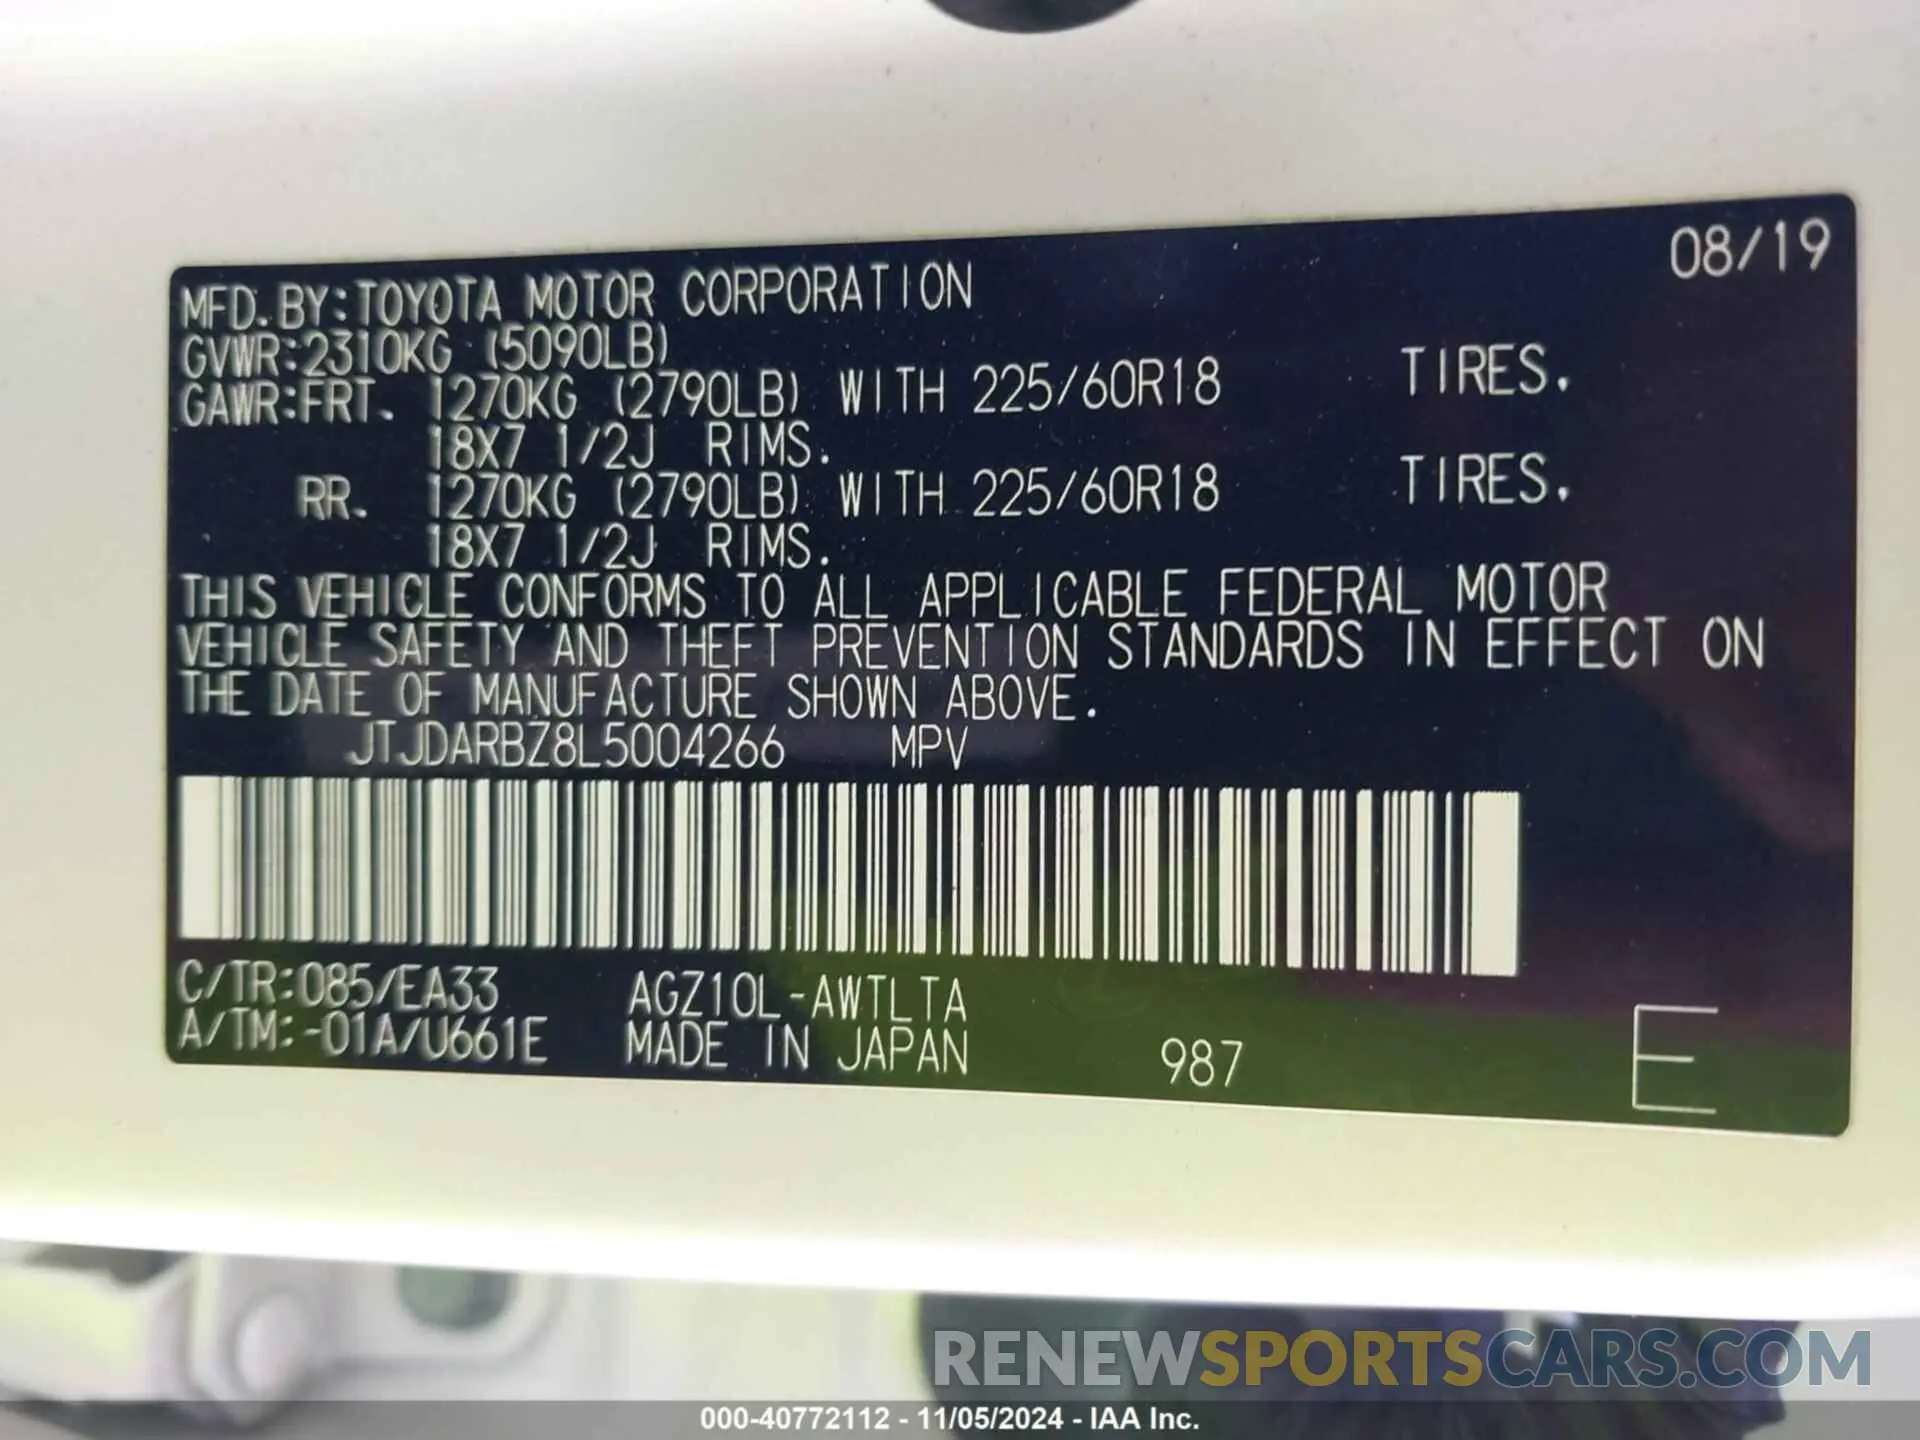 08/19
MFD. BY:TOYOTA MOTOR CORPORATION
GVWR:2310KG (5090LB)
GAWR:FRT. 1270KG (2790LB) WITH 225/60R18 TIRES.
18X7 1/2J RIMS.
RR. 1270KG (2790LB) WITH 225/60R18 TIRES.
18X7 1/2J RIMS.
THIS VEHICLE CONFORMS TO ALL APPLICABLE FEDERAL MOTOR
VEHICLE SAFETY AND THEFT PREVENTION STANDARDS IN EFFECT ON
THE DATE OF MANUFACTURE SHOWN ABOVE.
JTJDARBZ8L5004266 MPV
C/TR:085/EA33 AGZ10L-AWTLTA
A/TM:-01A/U661E MADE IN JAPAN 987 E
RENEWSPORTSCARS.COM
000-40772112 - 11/05/2024 - IAA Inc.